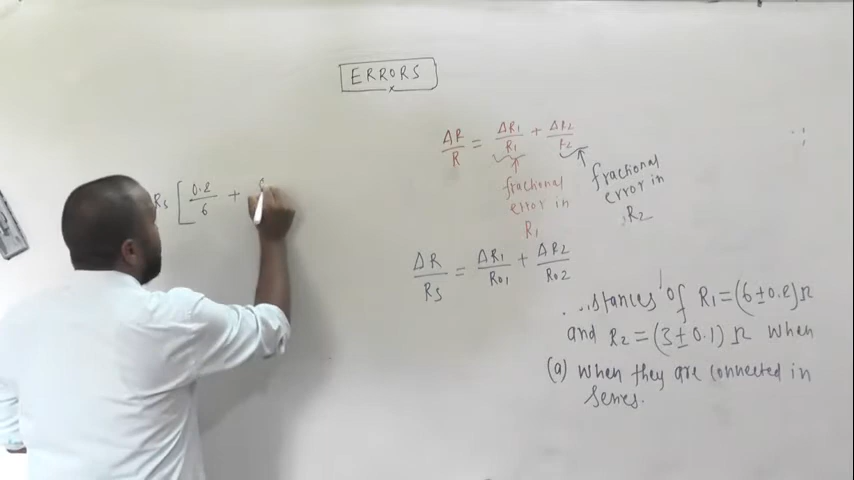 ERRORS
ΔR/R = ΔR1/R1 + ΔR2/R2
fractional error in R1
fractional error in R2
Rs [ 0.2/6 +
ΔR/Rs = ΔR1/R01 + ΔR2/R02
of R1 = (6 ± 0.2) Ω
and R2 = (3 ± 0.1) Ω when
(a) when they are connected in
series.